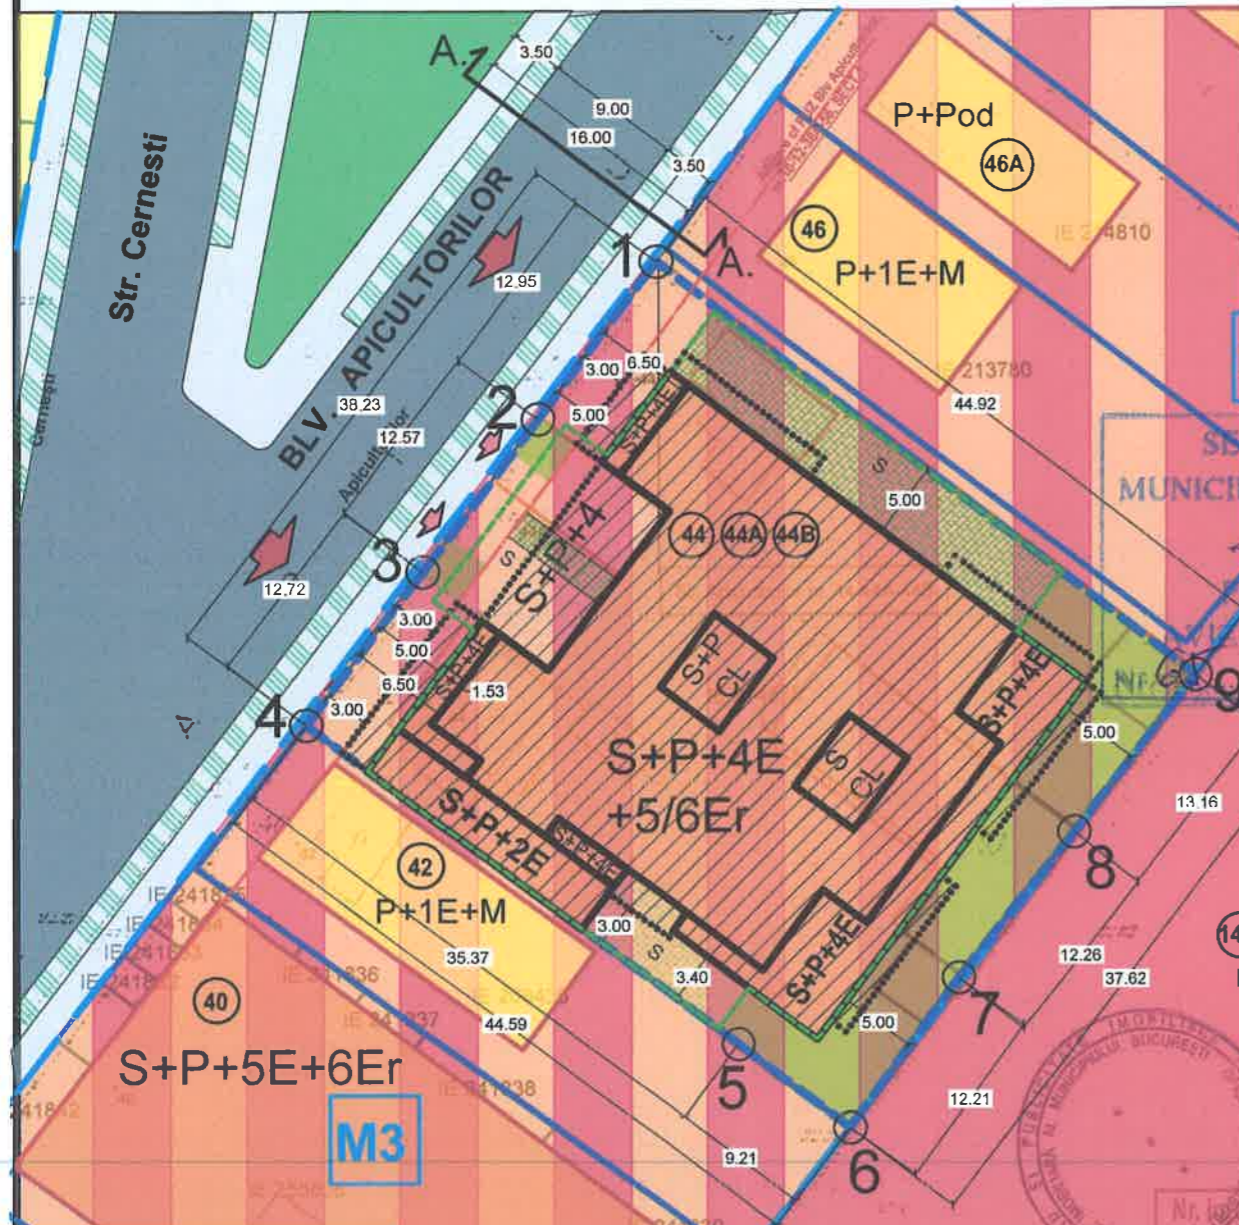 A.
3.50
9.00
16.00
3.50
P+Pod
46A
IE 214810
46
P+1E+M
A.
1
Str. Cernesti
Cernești
BLV. APICULTORILOR
Apicultorilor
12.95
38.23
12.57
12.72
213780
44.92
2
3.00
6.50
5.00
S+P+4E
S
5.00
44
44A
44B
S+P+4
S
3
3.00
5.00
6.50
3.00
S+P+4E
1.53
4
S+P
CL
S
CL
S+P+4E
+5/6Er
S+P+4E
9
5.00
13.16
8
S+P+2E
S+P+4E
3.00
S
3.40
S+P+4E
5.00
42
P+1E+M
35.37
44.59
12.26
37.62
7
12.21
5
6
9.21
40
S+P+5E+6Er
M3
MUNICI
IMOBILIARA
MUNICIPIULUI BUCURESTI